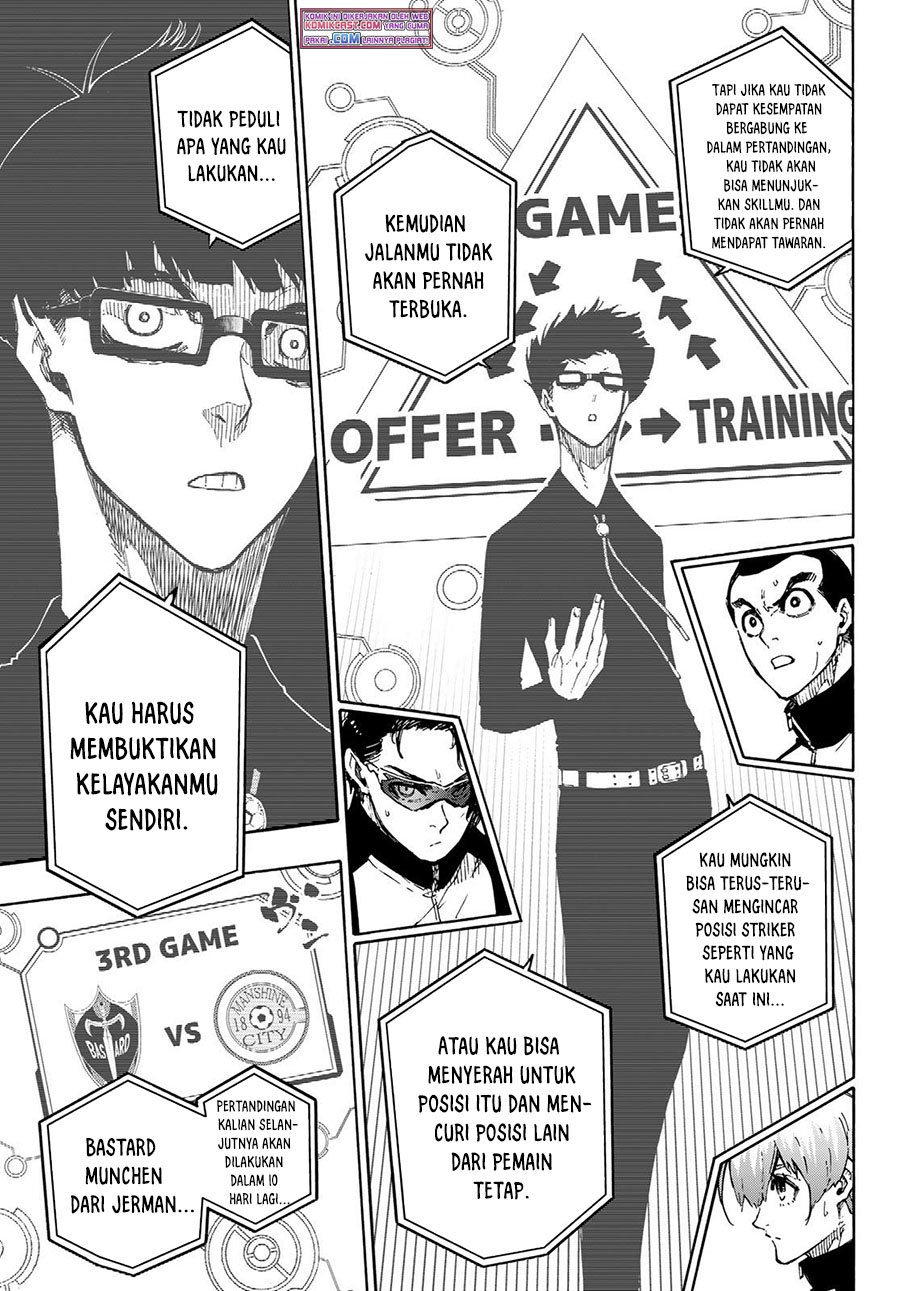 KOMIK INI DIKERJAKAN OLEH WEB
KOMIKCAST.COM YANG CUMA
PAKAI .COM LAINNYA PLAGIAT!
TAPI JIKA KAU TIDAK
DAPAT KESEMPATAN
BERGABUNG KE
DALAM PERTANDINGAN,
KAU TIDAK AKAN
BISA MENUNJUK-
KAN SKILLMU. DAN
TIDAK AKAN PERNAH
MENDAPAT TAWARAN.
GAME
KEMUDIAN
JALANMU TIDAK
AKAN PERNAH
TERBUKA.
OFFER
TRAINING
KAU MUNGKIN
BISA TERUS-TERU-
SAN MENGINCAR
POSISI STRIKER
SEPERTI YANG
KAU LAKUKAN
SAAT INI...
ATAU KAU BISA
MENYERAH UNTUK
POSISI ITU DAN MEN-
CURI POSISI LAIN
DARI PEMAIN
TETAP.
TIDAK PEDULI
APA YANG KAU
LAKUKAN...
KAU HARUS
MEMBUKTIKAN
KELAYAKANMU
SENDIRI.
3RD GAME
BASTARD
VS
MANSHINE
18 94
CITY
PERTANDINGAN
KALIAN SELAN-
JUTNYA AKAN
DILAKUKAN
DALAM 10
HARI LAGI...
BASTARD
MUNCHEN
DARI JERMAN...